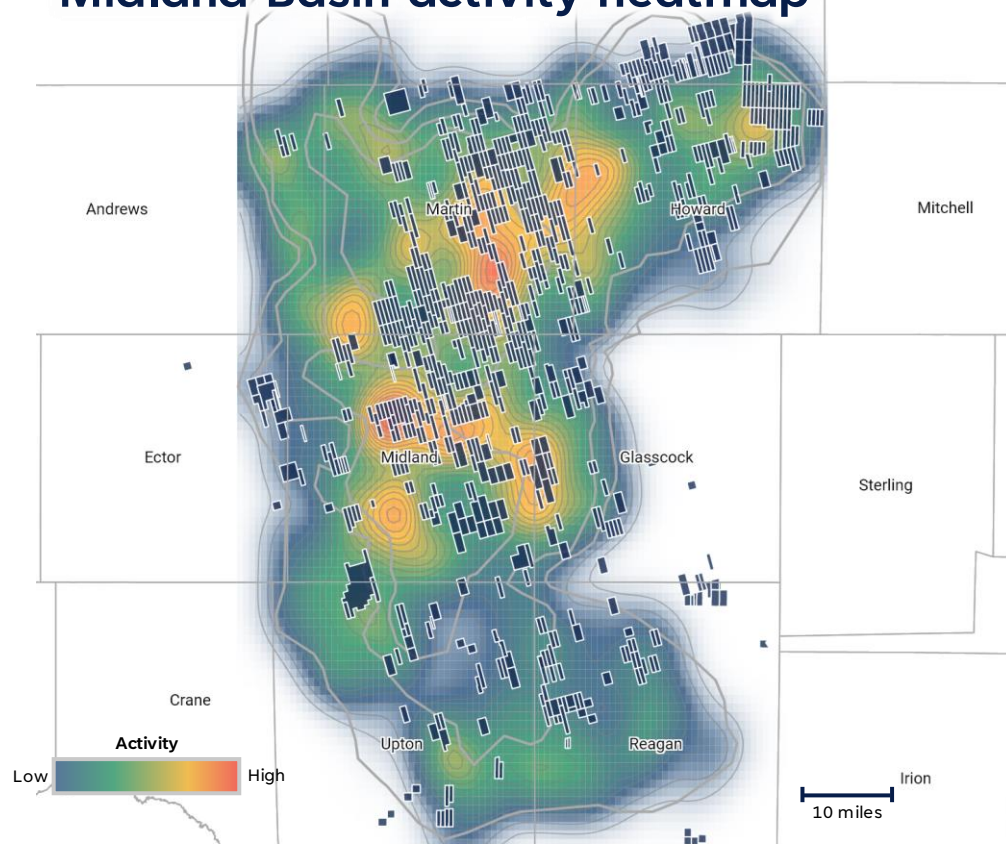 Midland Basin activity heatmap
Andrews
Martin
Howard
Mitchell
Ector
Midland
Glasscock
Sterling
Crane
Upton
Reagan
Irion
Activity
Low
High
10 miles